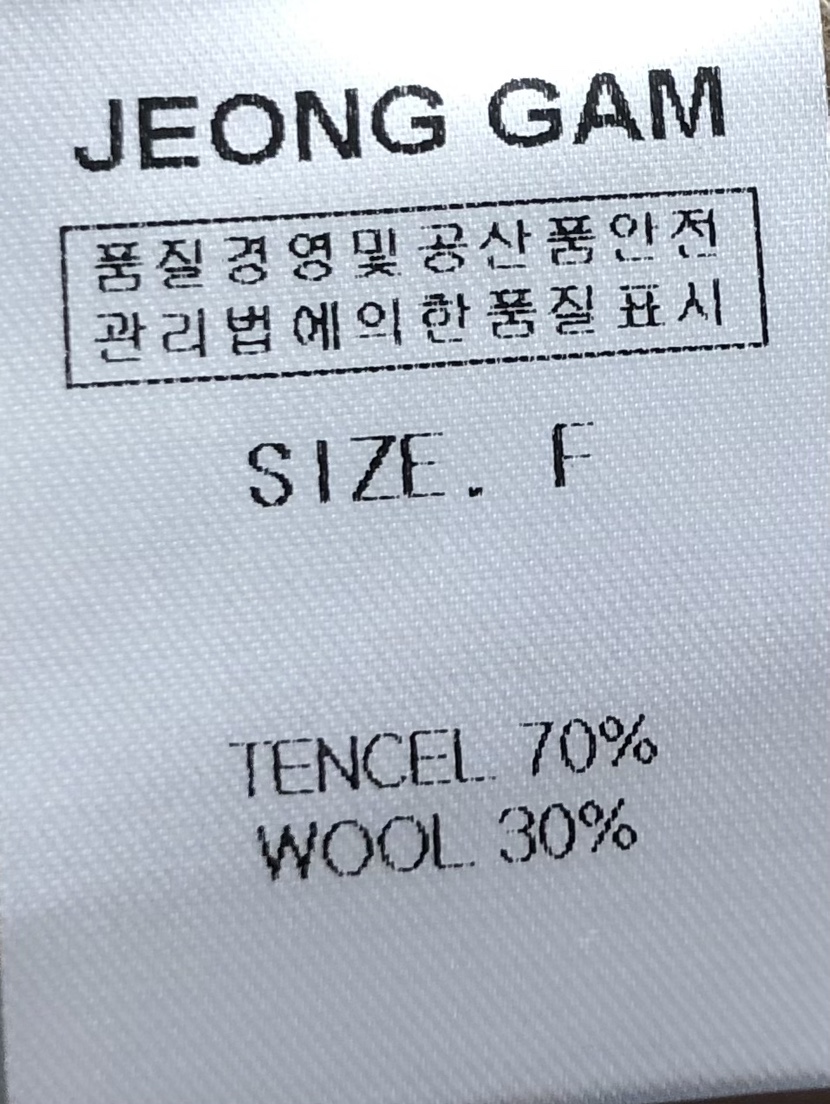 JEONG GAM
품질경영및공산품안전
관리법에의한품질표시
SIZE. F
TENCEL 70%
WOOL 30%